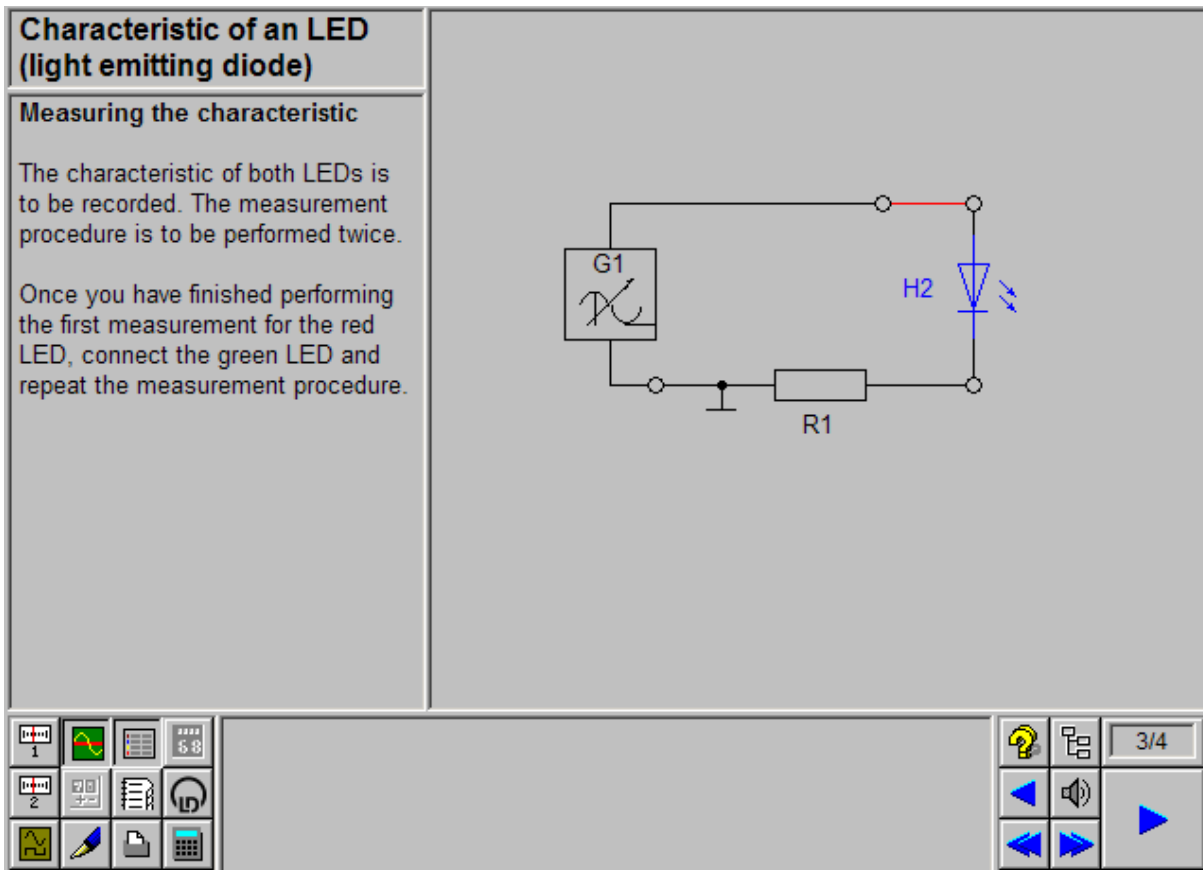 Characteristic of an LED
(light emitting diode)
Measuring the characteristic
The characteristic of both LEDs is
to be recorded. The measurement
procedure is to be performed twice.
Once you have finished performing
the first measurement for the red
LED, connect the green LED and
repeat the measurement procedure.
G1
H2
R1
1
68
3/4
2
LD